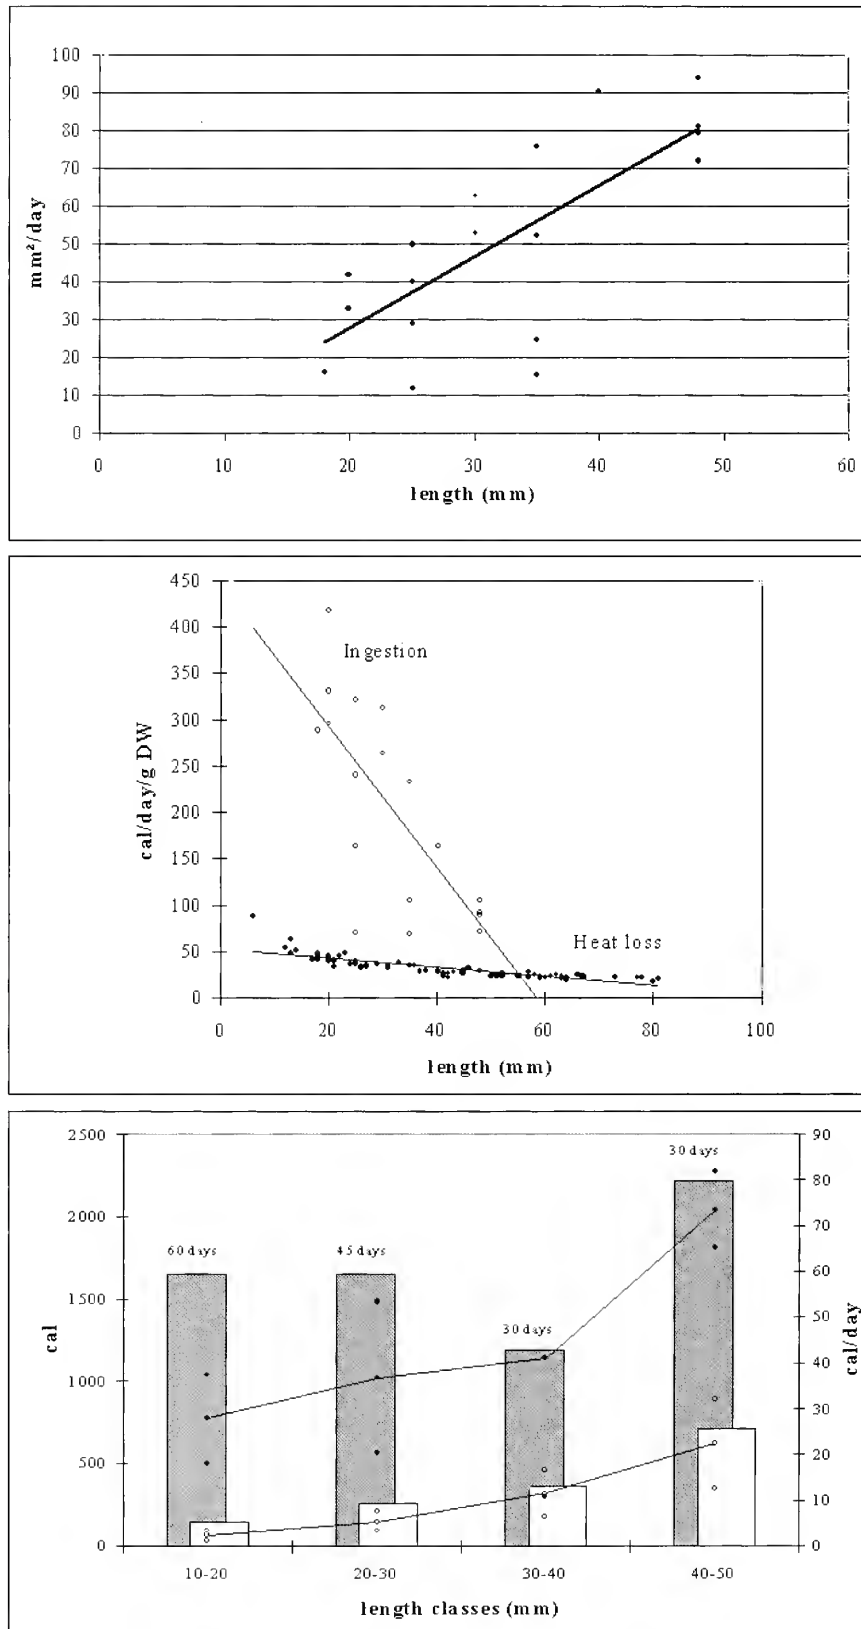 100
90
80
70
60
50
40
30
20
10
0
mm²/day
0 10 20 30 40 50 60
length (mm)
450
400
350
300
250
200
150
100
50
0
cal/day/g DW
Ingestion
Heat loss
0 20 40 60 80 100
length (mm)
2500
2000
1500
1000
500
0
cal
60 days
45 days
30 days
30 days
90
80
70
60
50
40
30
20
10
0
cal/day
10-20 20-30 30-40 40-50
length classes (mm)